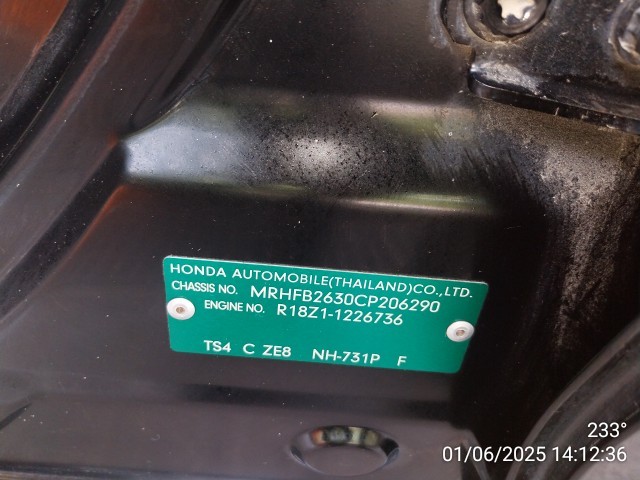 HONDA AUTOMOBILE(THAILAND)CO.,LTD.
CHASSIS NO. MRHFB2630CP206290
ENGINE NO. R18Z1-1226736
TS4 C ZE8 NH-731P F
233°
01/06/2025 14:12:36